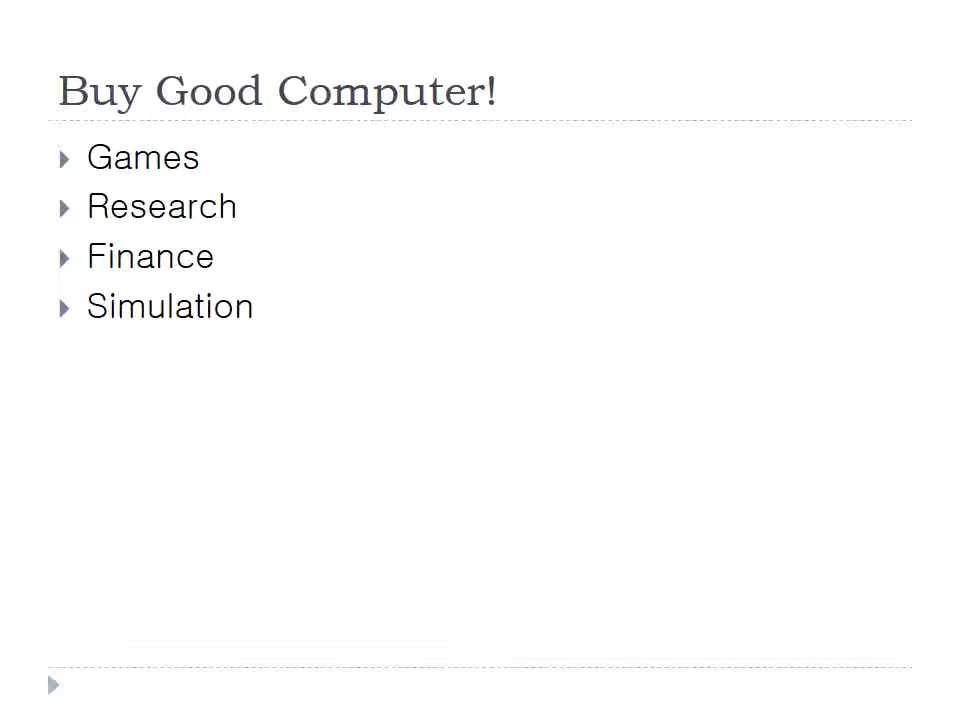 Buy Good Computer!
Games
Research
Finance
Simulation